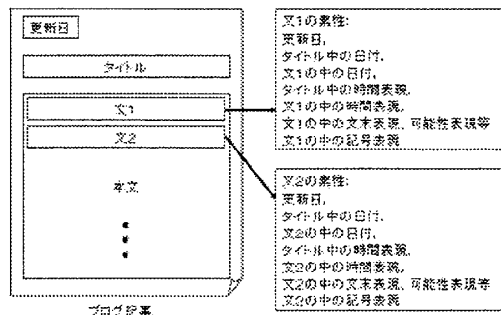 更新日
タイトル
文1
文2
本文
ブログ記事
文1の素性:
更新日,
タイトル中の日付,
文1の中の日付,
タイトル中の時間表現,
文1の中の時間表現,
文1の中の文末表現、可能性表現等
文1の中の記号表現
文2の素性:
更新日,
タイトル中の日付,
文2の中の日付,
タイトル中の時間表現,
文2の中の時間表現,
文2の中の文末表現、可能性表現等
文2の中の記号表現